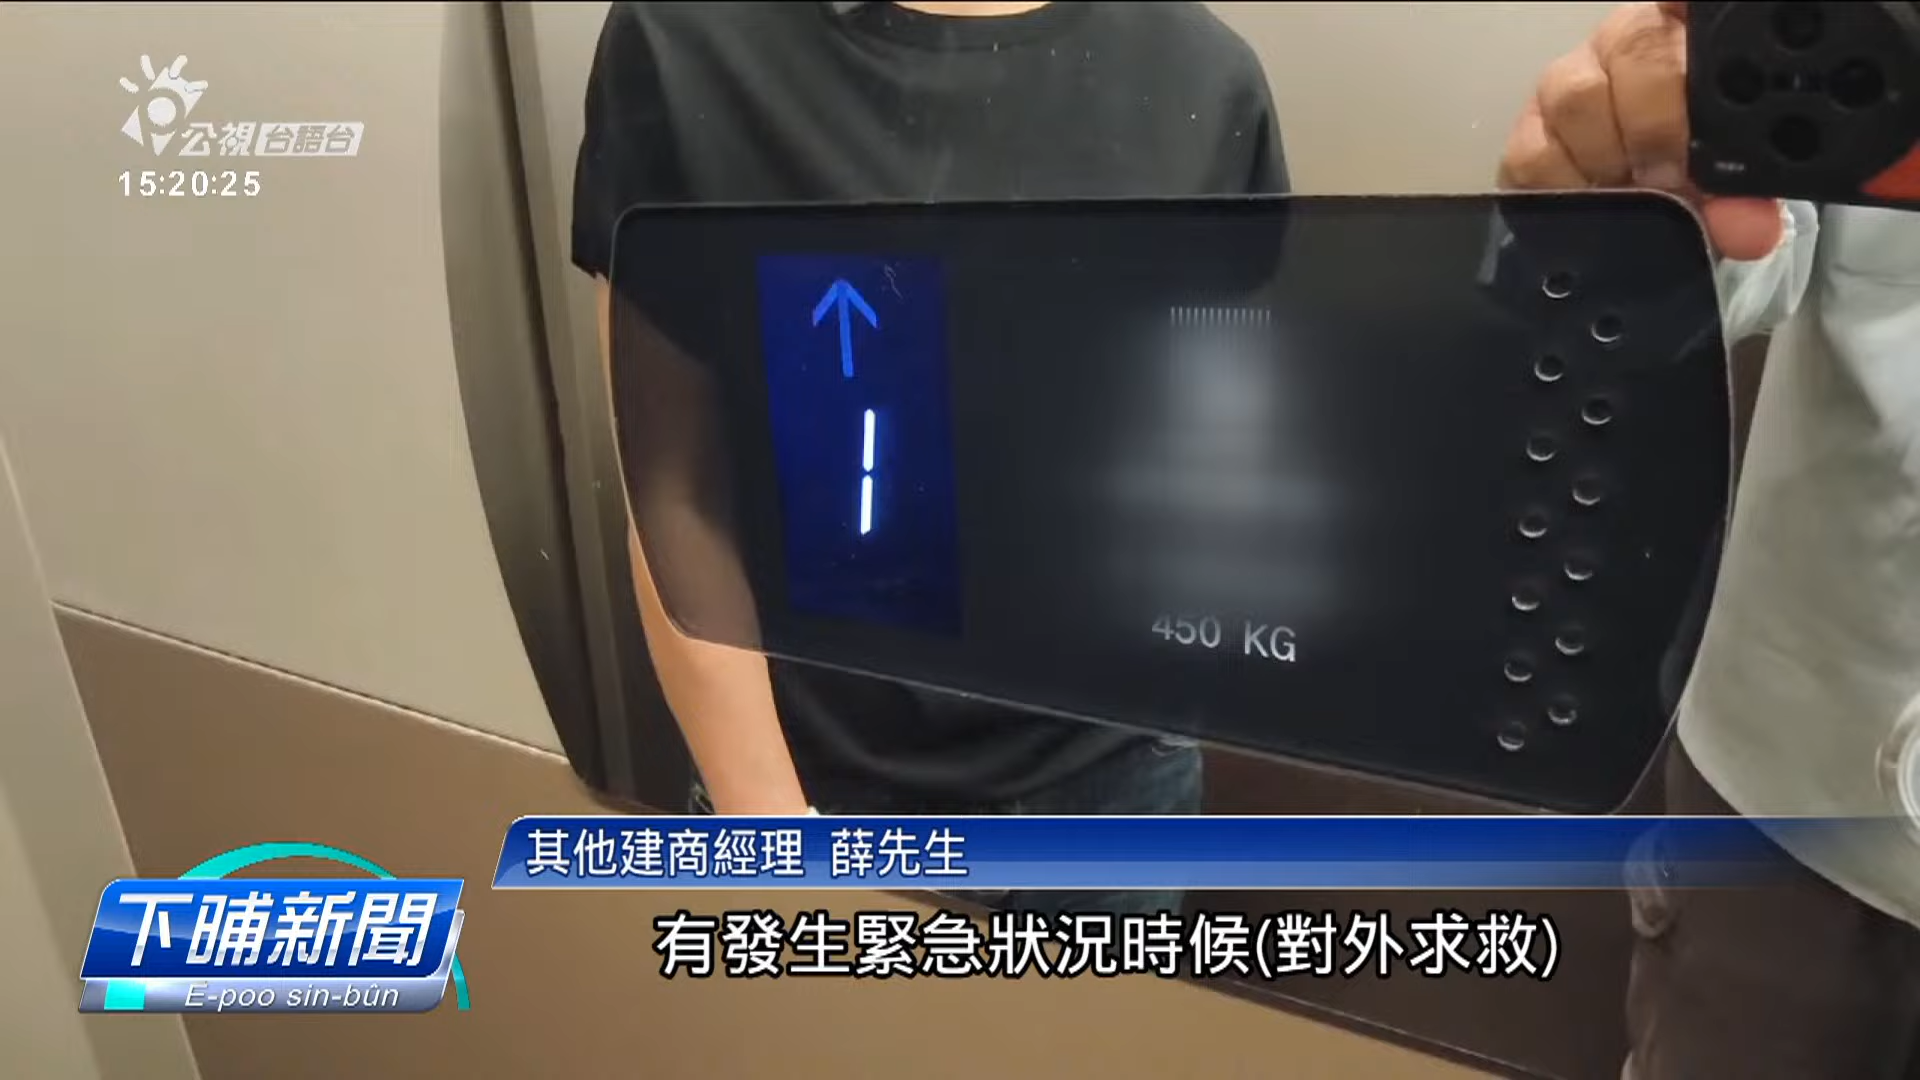 公視台語台
15:20:25
1
450 KG
其他建商經理 薛先生
下晡新聞
E-poo sin-bûn
有發生緊急狀況時候(對外求救)